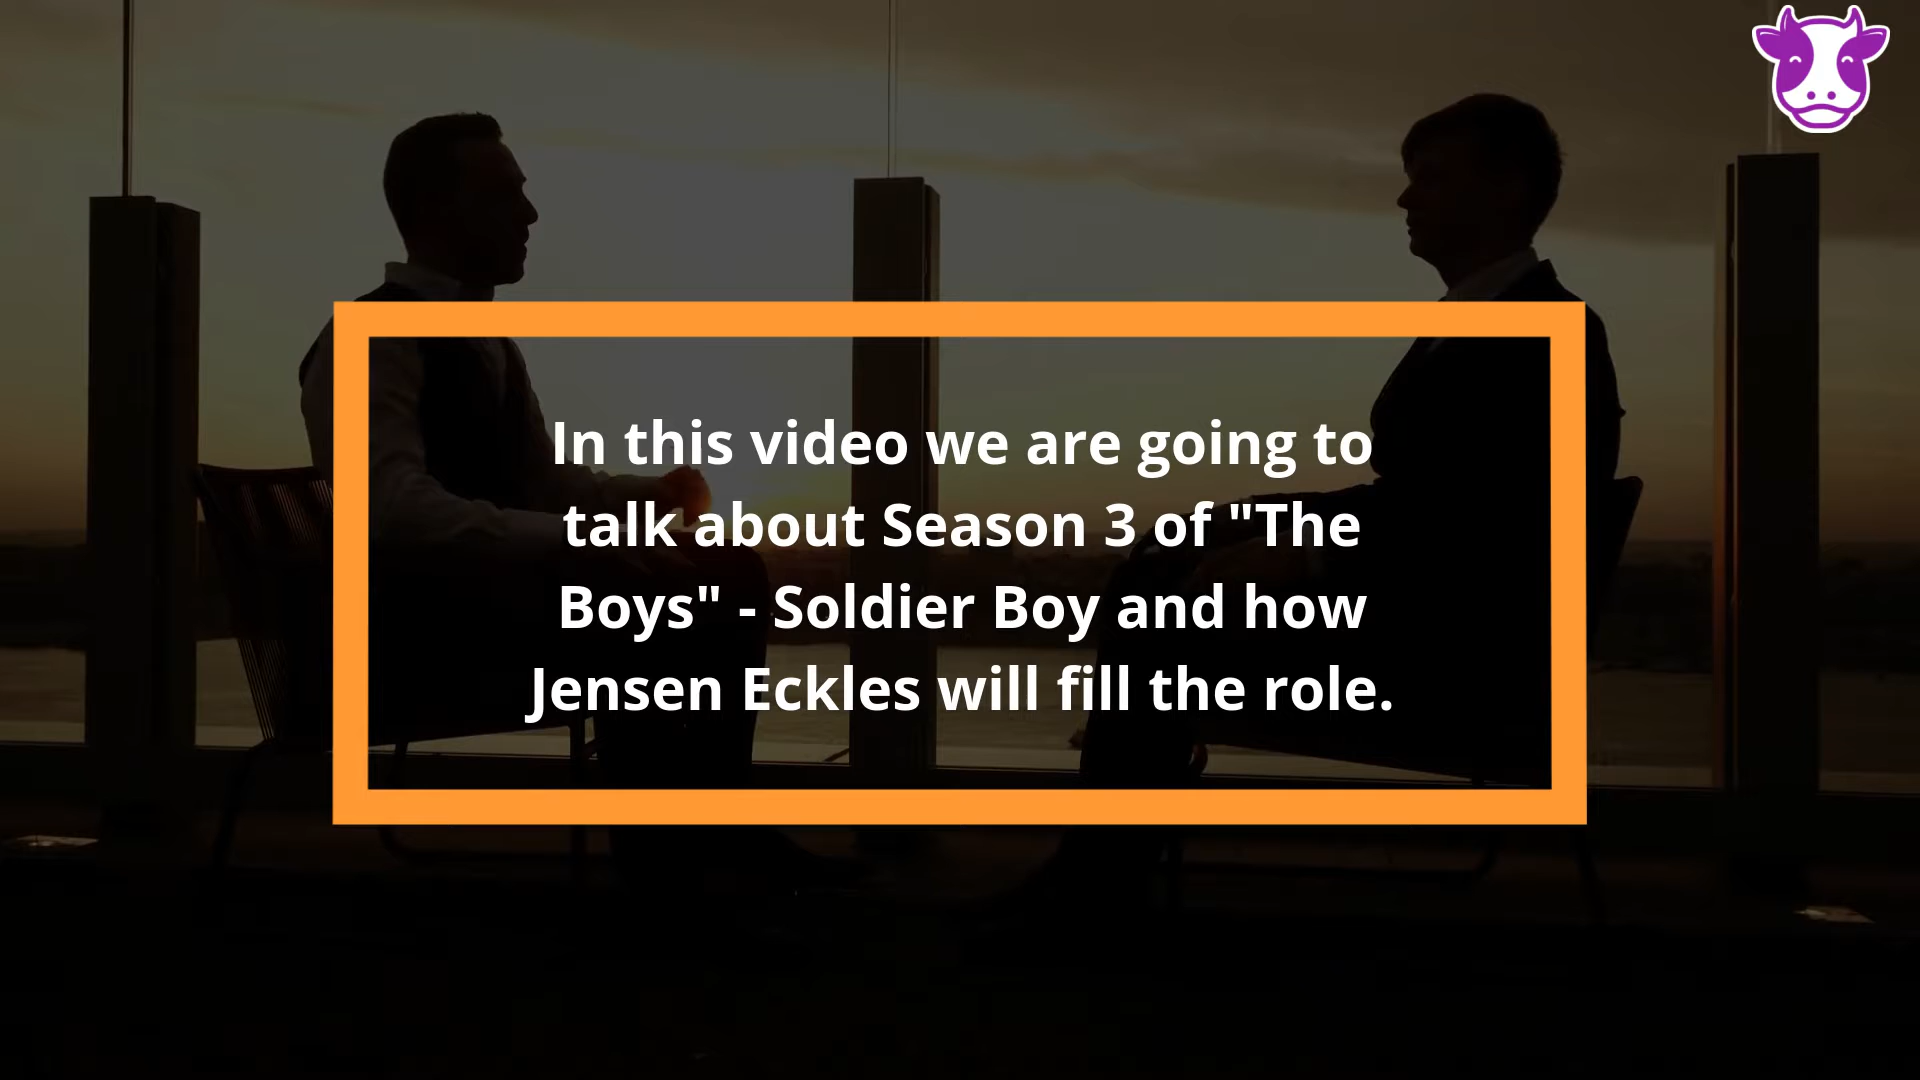 In this video we are going to
talk about Season 3 of "The
Boys" - Soldier Boy and how
Jensen Eckles will fill the role.